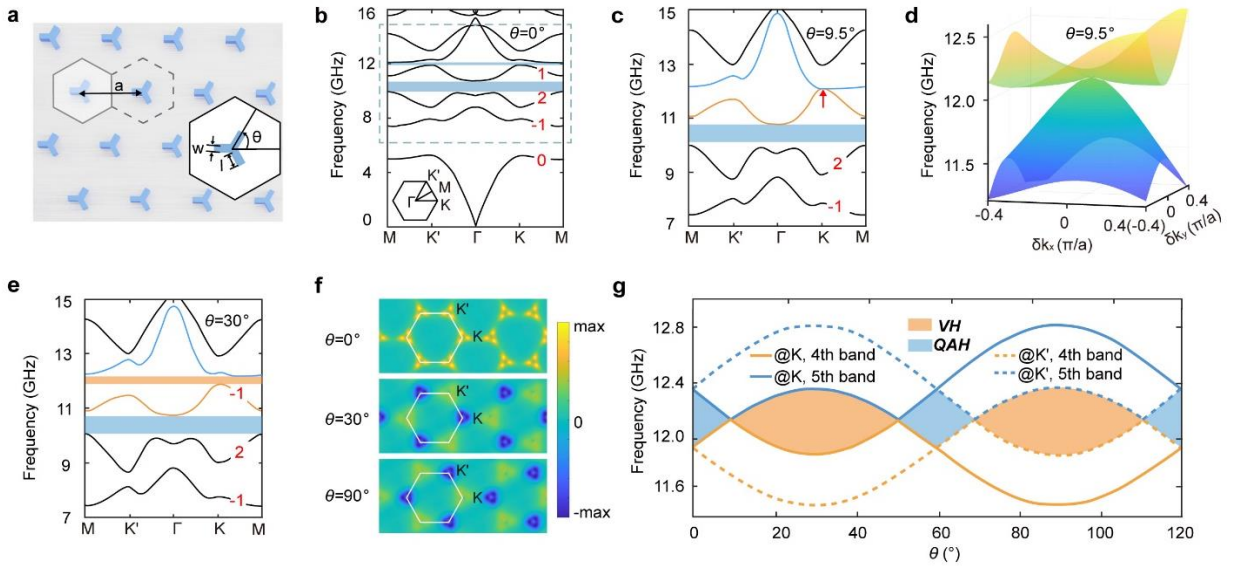 a
a
w
l
θ
b
Frequency (GHz)
16
12
8
4
0
θ=0°
1
2
-1
0
K'
M
Γ
K
M K' Γ K M
c
Frequency (GHz)
15
13
11
9
7
θ=9.5°
2
-1
M K' Γ K M
d
Frequency (GHz)
12.5
12.0
11.5
θ=9.5°
-0.4 0 0.4(-0.4) 0 0.4
δkx (π/a)
δky (π/a)
e
Frequency (GHz)
15
13
11
9
7
θ=30°
-1
2
-1
M K' Γ K M
f
θ=0°
K'
K
θ=30°
K'
K
θ=90°
K'
K
max
0
-max
g
Frequency (GHz)
12.8
12.4
12.0
11.6
VH
QAH
@K, 4th band
@K, 5th band
@K', 4th band
@K', 5th band
0 20 40 60 80 100 120
θ (°)